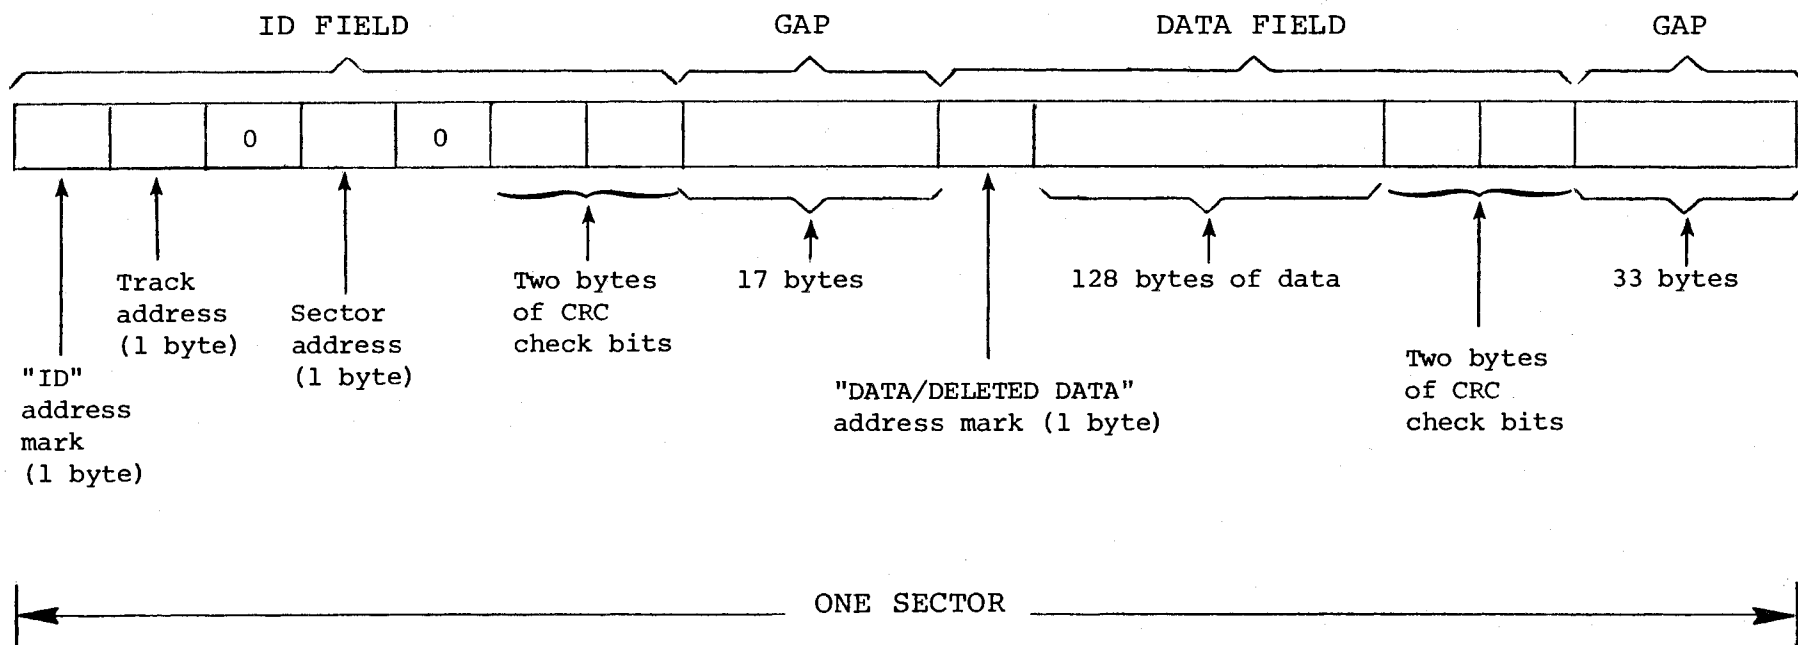 ID FIELD
GAP
DATA FIELD
GAP
0
0
Track
address
(1 byte)
Sector
address
(1 byte)
Two bytes
of CRC
check bits
17 bytes
128 bytes of data
33 bytes
"ID"
address
mark
(1 byte)
"DATA/DELETED DATA"
address mark (1 byte)
Two bytes
of CRC
check bits
ONE SECTOR